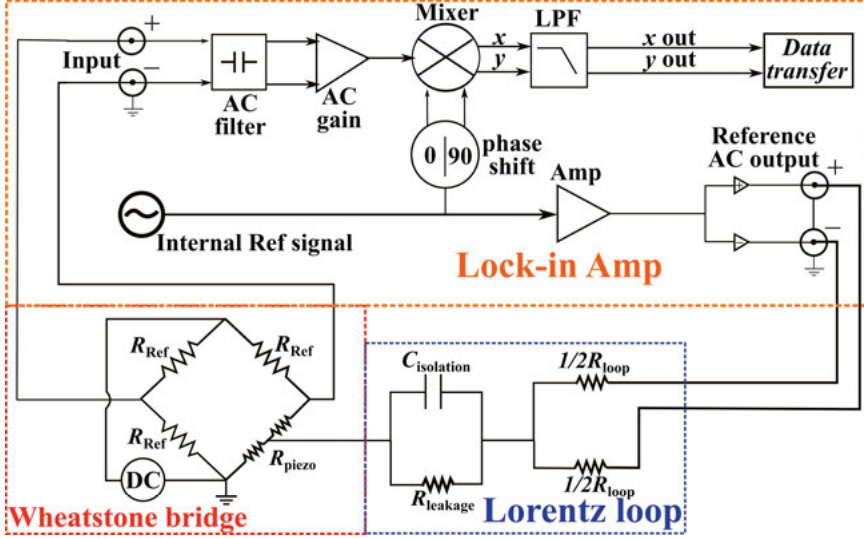 Mixer
LPF
Input
+
−
x
y
x out
y out
Data
transfer
AC
filter
AC
gain
0|90
phase
shift
Reference
AC output
Amp
+
−
+
−
Internal Ref signal
Lock-in Amp
R_Ref
R_Ref
C_isolation
1/2R_loop
R_Ref
R_piezo
DC
R_leakage
1/2R_loop
Wheatstone bridge
Lorentz loop